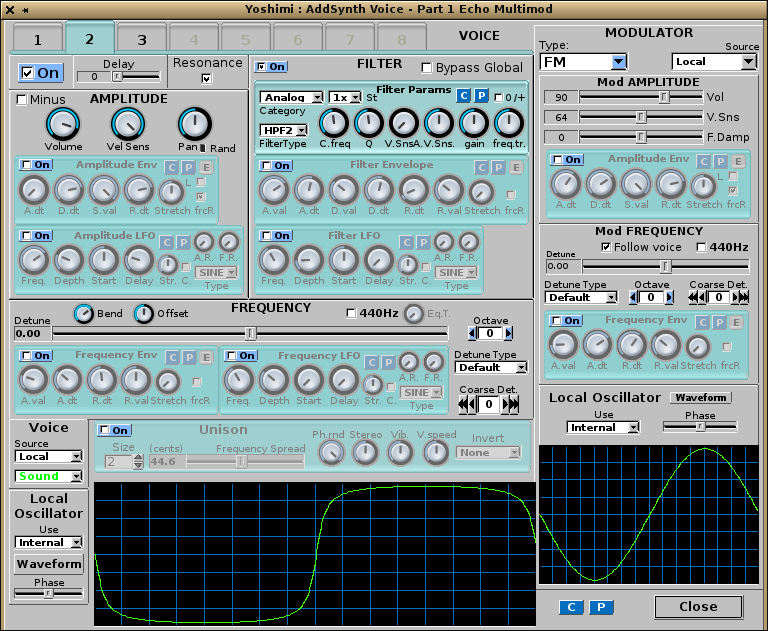 Yoshimi : AddSynth Voice - Part 1 Echo Multimod
1 2 3 4 5 6 7 8 VOICE
On
Delay
0
Resonance
Minus AMPLITUDE
Volume Vel Sens Pan Rand
On Amplitude Env C P E
A.dt D.dt S.val R.dt Stretch frcR
L
On Amplitude LFO C P
Freq. Depth Start Delay Str. C.
A.R. F.R.
SINE
Type
On FILTER Bypass Global
Filter Params C P 0/+
Analog 1x St
Category
HPF2
FilterType C.freq Q V.SnsA. V.Sns. gain freq.tr.
On Filter Envelope C P E
A.val A.dt D.val D.dt R.dt R.val Stretch frcR
On Filter LFO C P
Freq. Depth Start Delay Str. C.
A.R. F.R.
SINE
Type
Bend Offset FREQUENCY 440Hz Eq.T.
Detune
0.00
Octave
0
On Frequency Env C P E
A.val A.dt R.dt R.val Stretch frcR
On Frequency LFO C P
Freq. Depth Start Delay Str. C.
A.R. F.R.
SINE
Type
Detune Type
Default
Coarse Det.
0
Voice
Source
Local
Sound
Local
Oscillator
Use
Internal
Waveform
Phase
On Unison
Size (cents) Frequency Spread
2 44.6
Ph.rnd Stereo Vib. V.speed Invert
None
MODULATOR
Type: Source
FM Local
Mod AMPLITUDE
90 Vol
64 V.Sns
0 F.Damp
On Amplitude Env C P E
A.dt D.dt S.val R.dt Stretch frcR
L
Mod FREQUENCY
Follow voice 440Hz
Detune
0.00
Detune Type Octave Coarse Det.
Default 0 0
On Frequency Env C P E
A.val A.dt R.dt R.val Stretch frcR
Local Oscillator Waveform
Use Phase
Internal
C P Close